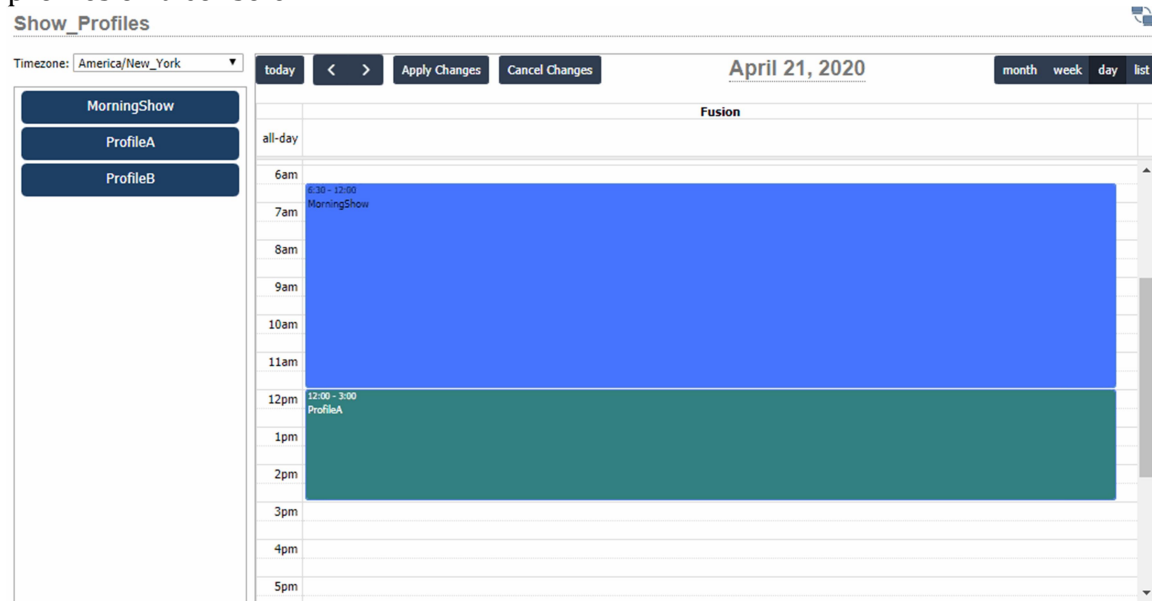 Show_Profiles
Timezone: America/New_York
today < > Apply Changes Cancel Changes April 21, 2020 month week day list
MorningShow
ProfileA
ProfileB
Fusion
all-day
6am
6:30 - 12:00
MorningShow
7am
8am
9am
10am
11am
12pm
12:00 - 3:00
ProfileA
1pm
2pm
3pm
4pm
5pm